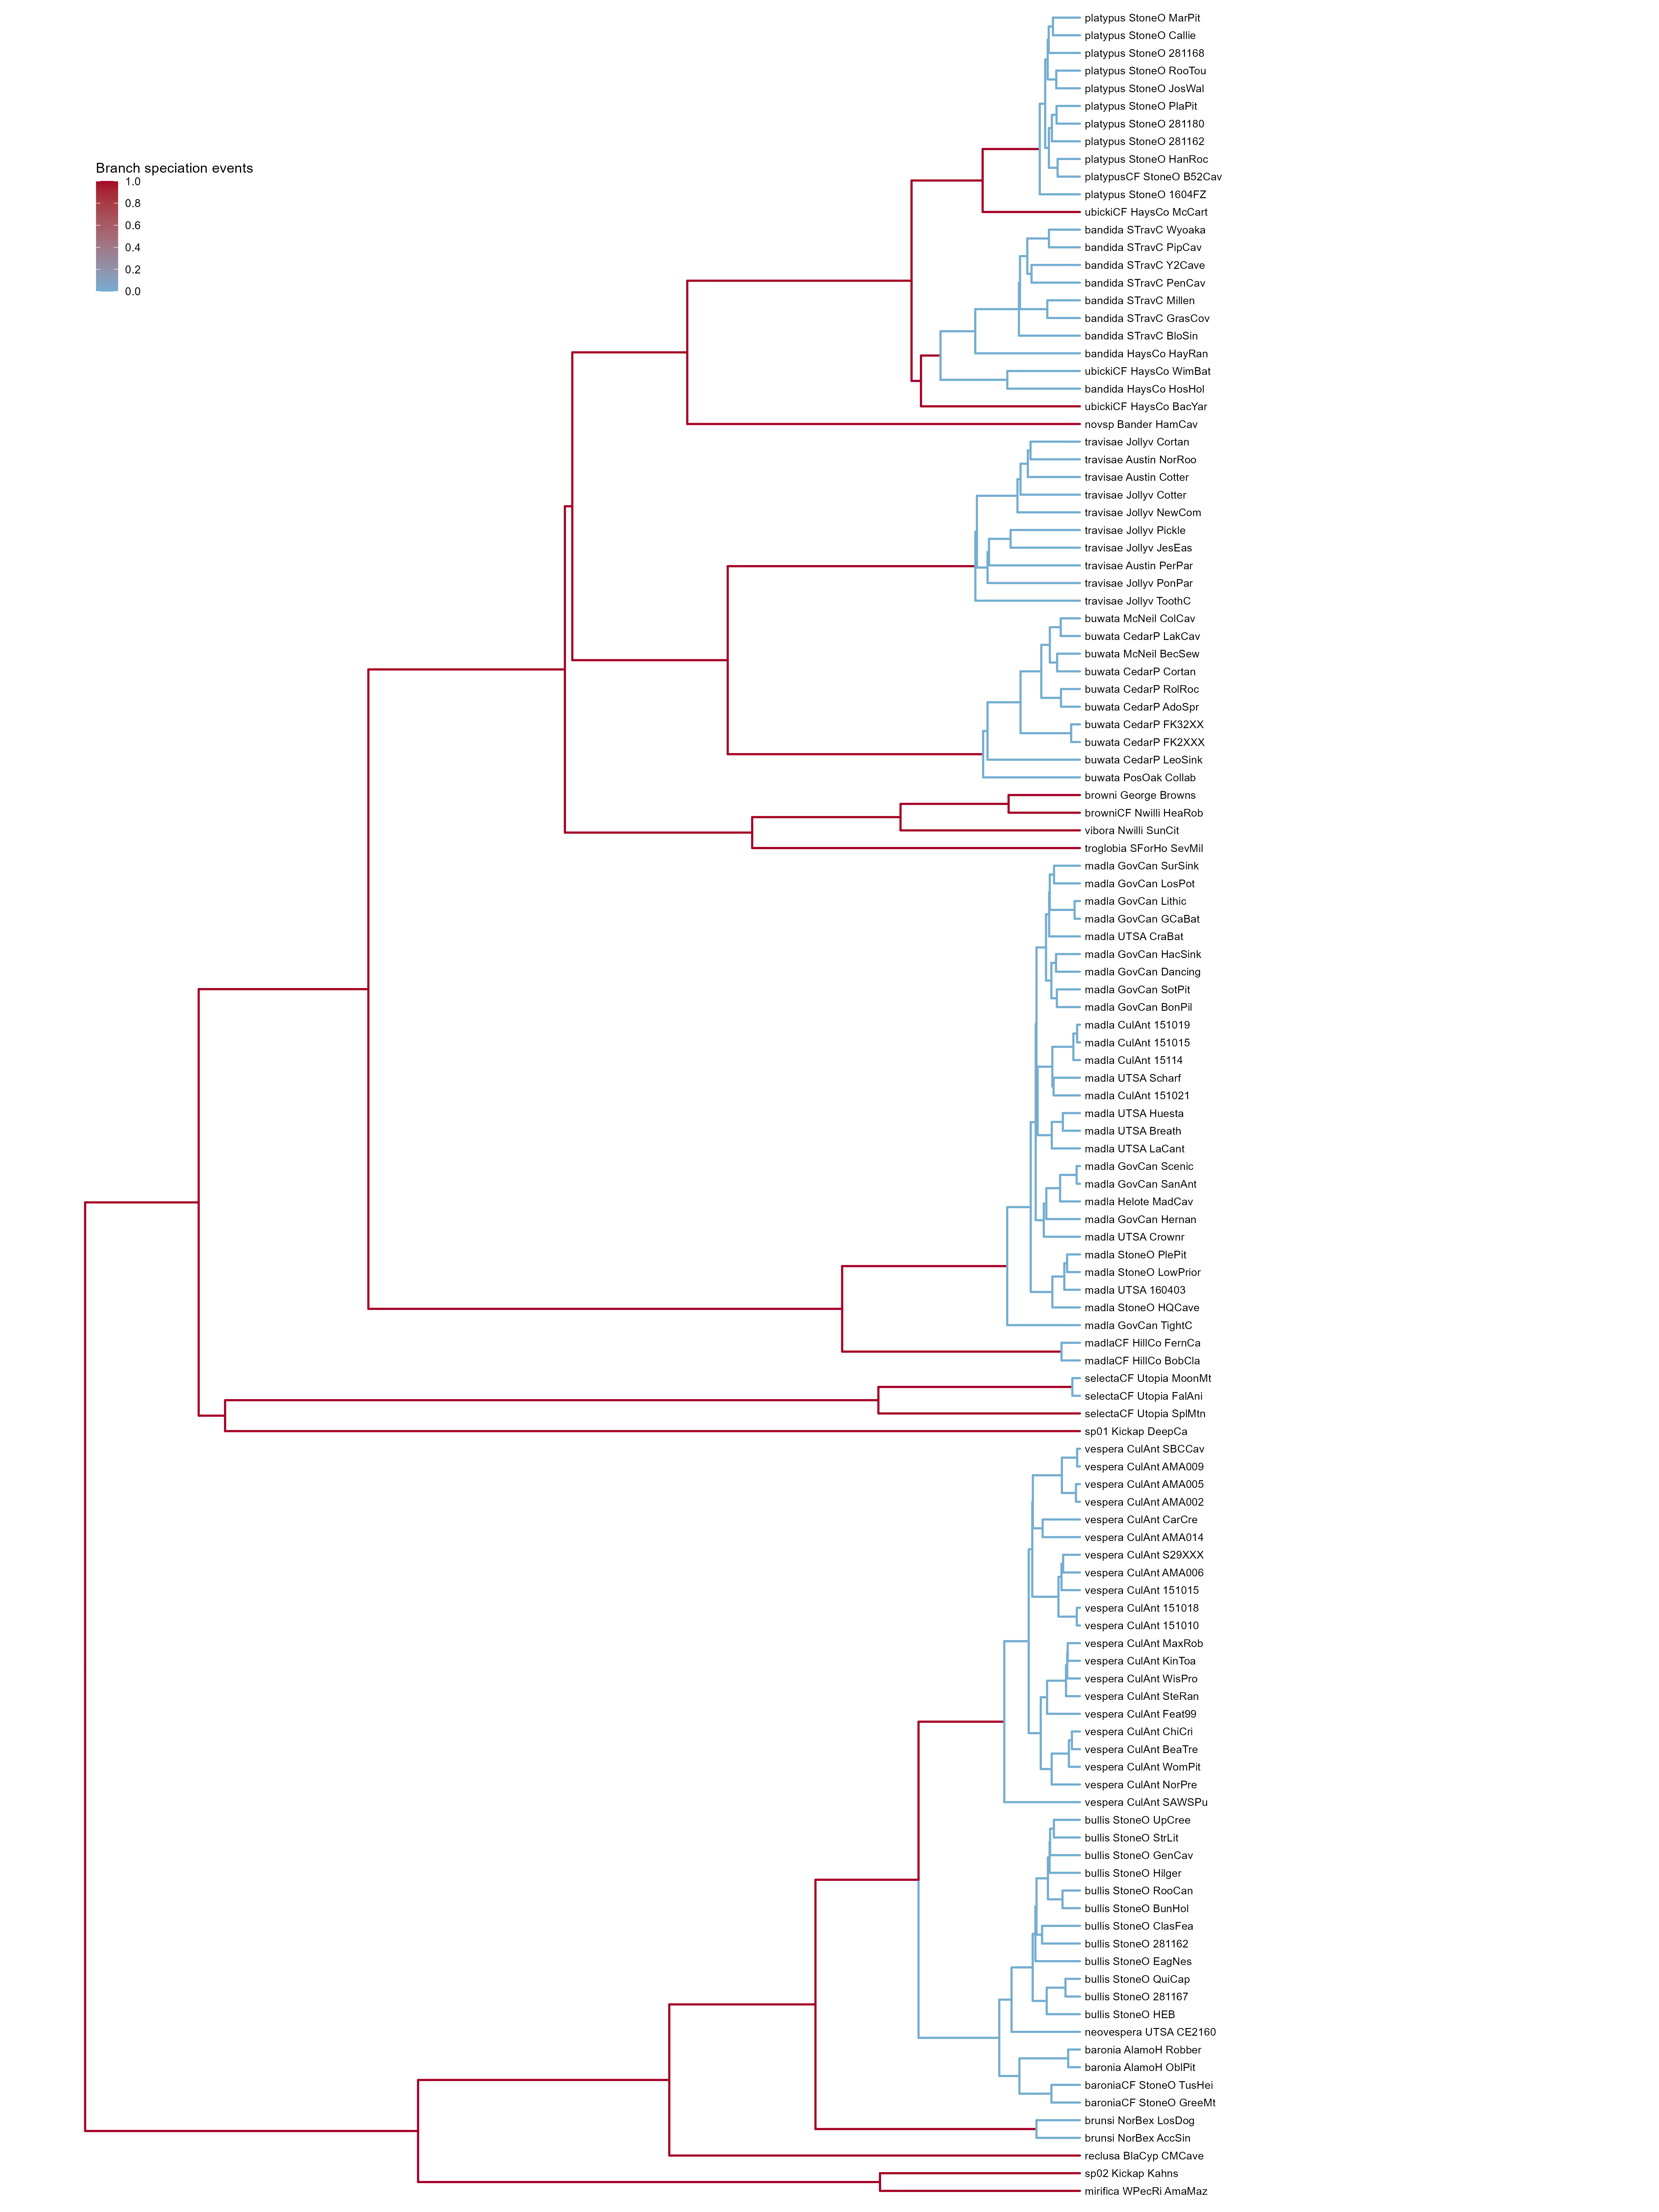 platypus StoneO MarPit
platypus StoneO Callie
platypus StoneO 281168
platypus StoneO RooTou
platypus StoneO JosWal
platypus StoneO PlaPit
platypus StoneO 281180
platypus StoneO 281162
platypus StoneO HanRoc
Branch speciation events
platypusCF StoneO B52Cav
1.0
platypus StoneO 1604FZ
0.8
ubickiCF HaysCo McCart
0.6
bandida STravC Wyoaka
0.4
bandida STravC PipCav
0.2
bandida STravC Y2Cave
bandida STravC PenCav
0.0
bandida STravC Millen
bandida STravC GrasCov
bandida STravC BloSin
bandida HaysCo HayRan
ubickiCF HaysCo WimBat
bandida HaysCo HosHol
ubickiCF HaysCo BacYar
novsp Bander HamCav
travisae Jollyv Cortan
travisae Austin NorRoo
travisae Austin Cotter
travisae Jollyv Cotter
travisae Jollyv NewCom
travisae Jollyv Pickle
travisae Jollyv JesEas
travisae Austin PerPar
travisae Jollyv PonPar
travisae Jollyv ToothC
buwata McNeil ColCav
buwata CedarP LakCav
buwata McNeil BecSew
buwata CedarP Cortan
buwata CedarP RolRoc
buwata CedarP AdoSpr
buwata CedarP FK32XX
buwata CedarP FK2XXX
buwata CedarP LeoSink
buwata PosOak Collab
browni George Browns
browniCF Nwilli HeaRob
vibora Nwilli SunCit
troglobia SForHo SevMil
madla GovCan SurSink
madla GovCan LosPot
madla GovCan Lithic
madla GovCan GCaBat
madla UTSA CraBat
madla GovCan HacSink
madla GovCan Dancing
madla GovCan SotPit
madla GovCan BonPil
madla CulAnt 151019
madla CulAnt 151015
madla CulAnt 15114
madla UTSA Scharf
madla CulAnt 151021
madla UTSA Huesta
madla UTSA Breath
madla UTSA LaCant
madla GovCan Scenic
madla GovCan SanAnt
madla Helote MadCav
madla GovCan Hernan
madla UTSA Crownr
madla StoneO PlePit
madla StoneO LowPrior
madla UTSA 160403
madla StoneO HQCave
madla GovCan TightC
madlaCF HillCo FernCa
madlaCF HillCo BobCla
selectaCF Utopia MoonMt
selectaCF Utopia FalAni
selectaCF Utopia SplMtn
sp01 Kickap DeepCa
vespera CulAnt SBCCav
vespera CulAnt AMA009
vespera CulAnt AMA005
vespera CulAnt AMA002
vespera CulAnt CarCre
vespera CulAnt AMA014
vespera CulAnt S29XXX
vespera CulAnt AMA006
vespera CulAnt 151015
vespera CulAnt 151018
vespera CulAnt 151010
vespera CulAnt MaxRob
vespera CulAnt KinToa
vespera CulAnt WisPro
vespera CulAnt SteRan
vespera CulAnt Feat99
vespera CulAnt ChiCri
vespera CulAnt BeaTre
vespera CulAnt WomPit
vespera CulAnt NorPre
vespera CulAnt SAWSPu
bullis StoneO UpCree
bullis StoneO StrLit
bullis StoneO GenCav
bullis StoneO Hilger
bullis StoneO RooCan
bullis StoneO BunHol
bullis StoneO ClasFea
bullis StoneO 281162
bullis StoneO EagNes
bullis StoneO QuiCap
bullis StoneO 281167
bullis StoneO HEB
neovespera UTSA CE2160
baronia AlamoH Robber
baronia AlamoH OblPit
baroniaCF StoneO TusHei
baroniaCF StoneO GreeMt
brunsi NorBex LosDog
brunsi NorBex AccSin
reclusa BlaCyp CMCave
sp02 Kickap Kahns
mirifica WPecRi AmaMaz